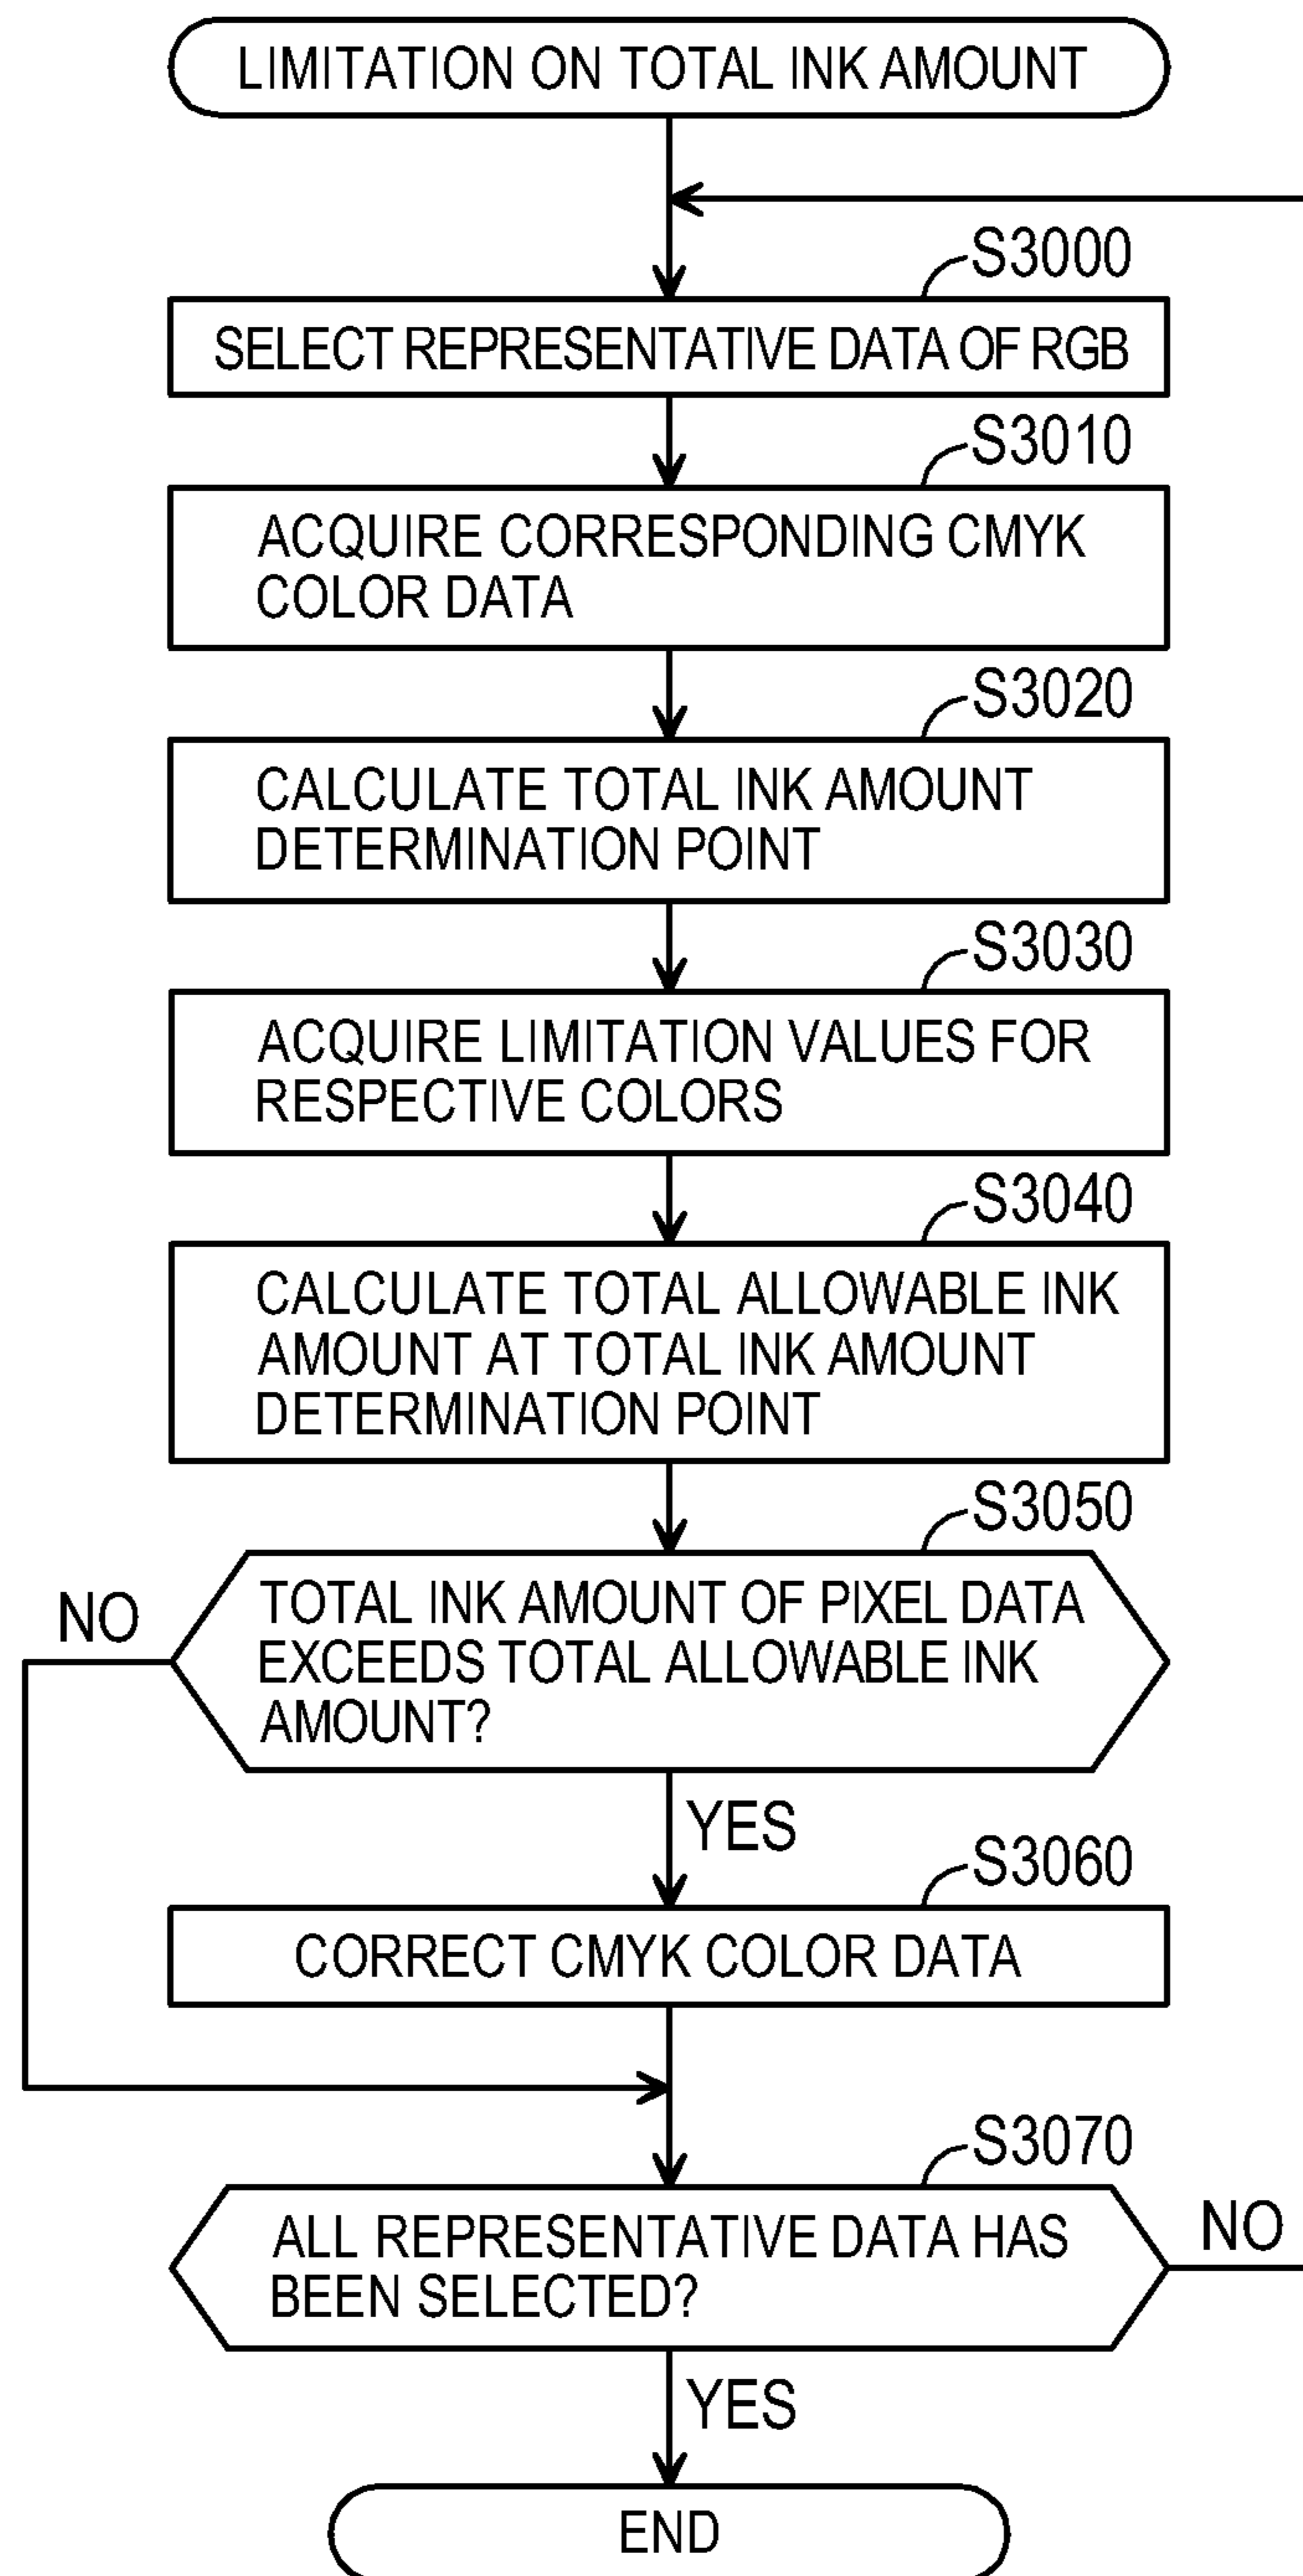 LIMITATION ON TOTAL INK AMOUNT
S3000
SELECT REPRESENTATIVE DATA OF RGB
S3010
ACQUIRE CORRESPONDING CMYK
COLOR DATA
S3020
CALCULATE TOTAL INK AMOUNT
DETERMINATION POINT
S3030
ACQUIRE LIMITATION VALUES FOR
RESPECTIVE COLORS
S3040
CALCULATE TOTAL ALLOWABLE INK
AMOUNT AT TOTAL INK AMOUNT
DETERMINATION POINT
S3050
NO
TOTAL INK AMOUNT OF PIXEL DATA
EXCEEDS TOTAL ALLOWABLE INK
AMOUNT?
YES
S3060
CORRECT CMYK COLOR DATA
S3070
ALL REPRESENTATIVE DATA HAS
BEEN SELECTED?
NO
YES
END